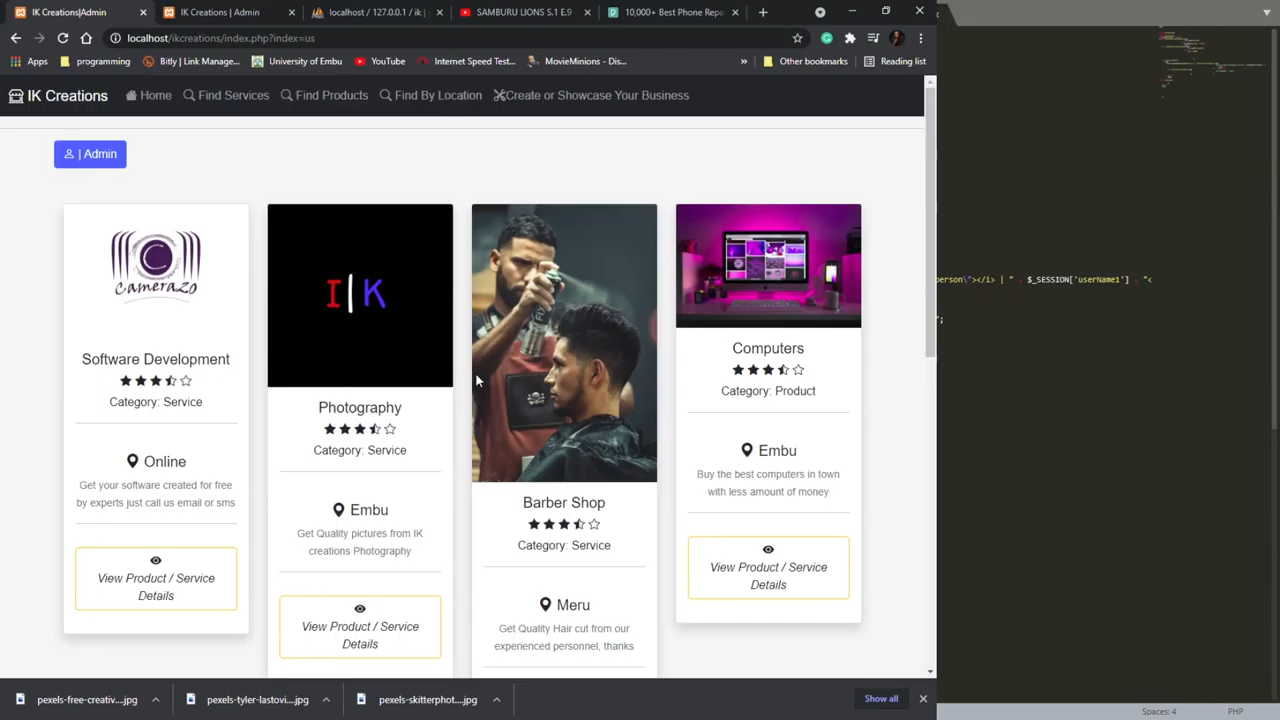 IK Creations|Admin
IK Creations | Admin
localhost / 127.0.0.1 / ik | 
SAMBURU LIONS S.1 E.9
10,000+ Best Phone Repa
localhost/ikcreations/index.php?index=us
Apps
programming
Bitly | Link Managem
University of Embu
YouTube
Internet Speed Test
MovieManiens - Dis...
Other bookmarks
Reading list
IK Creations
Home
Find Services
Find Products
Find By Location
Create or Showcase Your Business
| Admin
camera20
Software Development
Category: Service
Online
Get your software created for free
by experts just call us email or sms
View Product / Service
Details
I|K
Photography
Category: Service
Embu
Get Quality pictures from IK
creations Photography
View Product / Service
Details
Barber Shop
Category: Service
Meru
Get Quality Hair cut from our
experienced personnel, thanks
Computers
Category: Product
Embu
Buy the best computers in town
with less amount of money
View Product / Service
Details
person\"></i> | " . $_SESSION['userName1'] . "<
";
pexels-free-creativ....jpg
pexels-tyler-lastovi....jpg
pexels-skitterphot....jpg
Show all
Spaces: 4
PHP